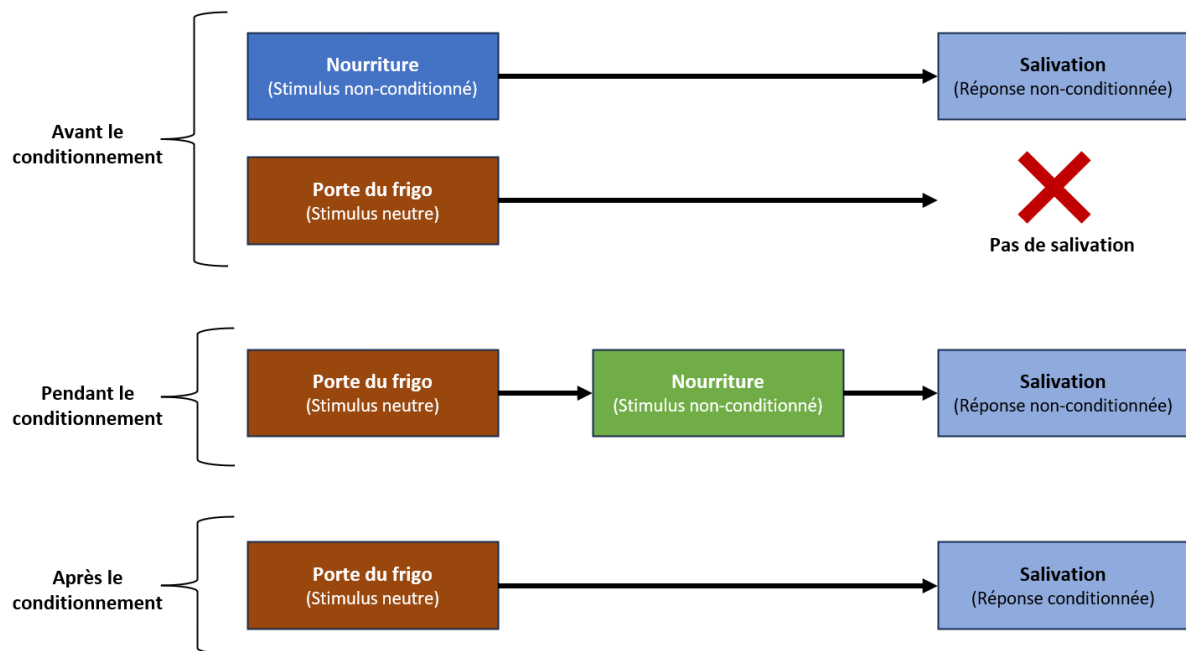 Nourriture
(Stimulus non-conditionné)
Salivation
(Réponse non-conditionnée)
Avant le
conditionnement
Porte du frigo
(Stimulus neutre)
Pas de salivation
Pendant le
conditionnement
Porte du frigo
(Stimulus neutre)
Nourriture
(Stimulus non-conditionné)
Salivation
(Réponse non-conditionnée)
Après le
conditionnement
Porte du frigo
(Stimulus neutre)
Salivation
(Réponse conditionnée)